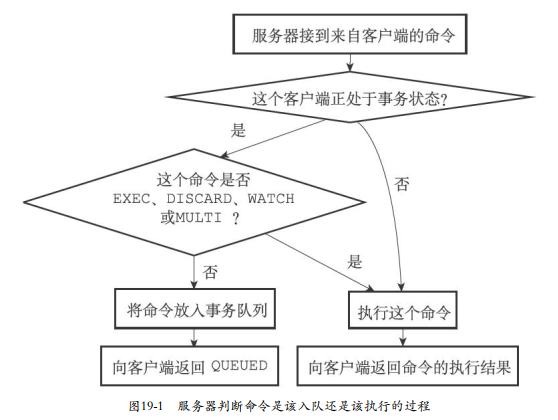 服务器接到来自客户端的命令
这个客户端正处于事务状态?
是
否
这个命令是否
EXEC、DISCARD、WATCH
或MULTI ?
是
否
将命令放入事务队列
执行这个命令
向客户端返回 QUEUED
向客户端返回命令的执行结果
图19-1 服务器判断命令是该入队还是该执行的过程